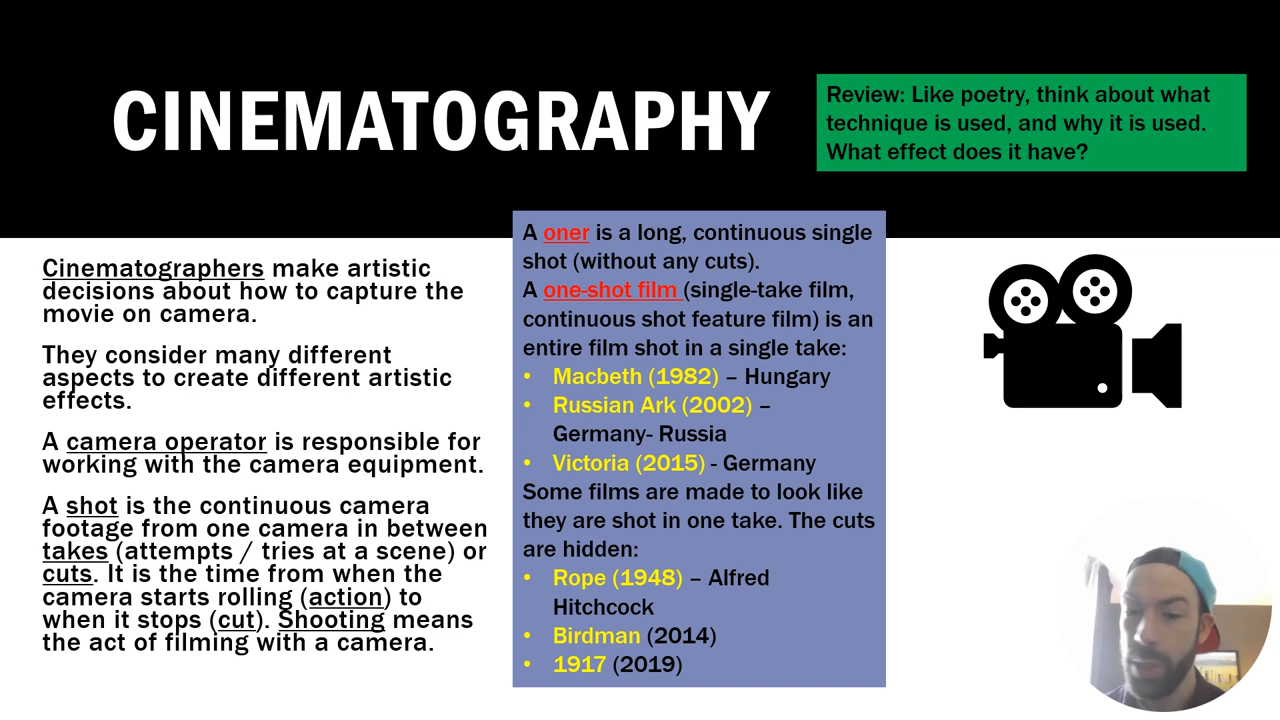 CINEMATOGRAPHY
Review: Like poetry, think about what
technique is used, and why it is used.
What effect does it have?
Cinematographers make artistic
decisions about how to capture the
movie on camera.
They consider many different
aspects to create different artistic
effects.
A camera operator is responsible for
working with the camera equipment.
A shot is the continuous camera
footage from one camera in between
takes (attempts / tries at a scene) or
cuts. It is the time from when the
camera starts rolling (action) to
when it stops (cut). Shooting means
the act of filming with a camera.
A oner is a long, continuous single
shot (without any cuts).
A one-shot film (single-take film,
continuous shot feature film) is an
entire film shot in a single take:
• Macbeth (1982) – Hungary
• Russian Ark (2002) –
Germany- Russia
• Victoria (2015) - Germany
Some films are made to look like
they are shot in one take. The cuts
are hidden:
• Rope (1948) – Alfred
Hitchcock
• Birdman (2014)
• 1917 (2019)